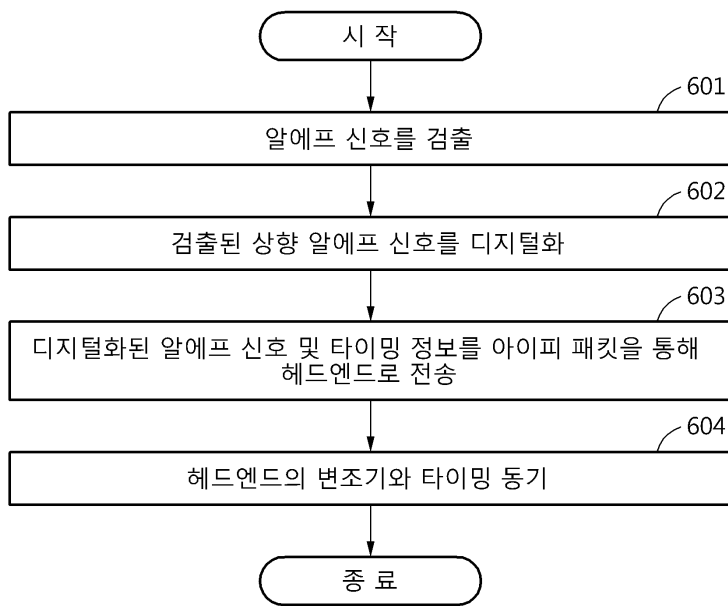 시 작
601
알에프 신호를 검출
602
검출된 상향 알에프 신호를 디지털화
603
디지털화된 알에프 신호 및 타이밍 정보를 아이피 패킷을 통해
헤드엔드로 전송
604
헤드엔드의 변조기와 타이밍 동기
종 료